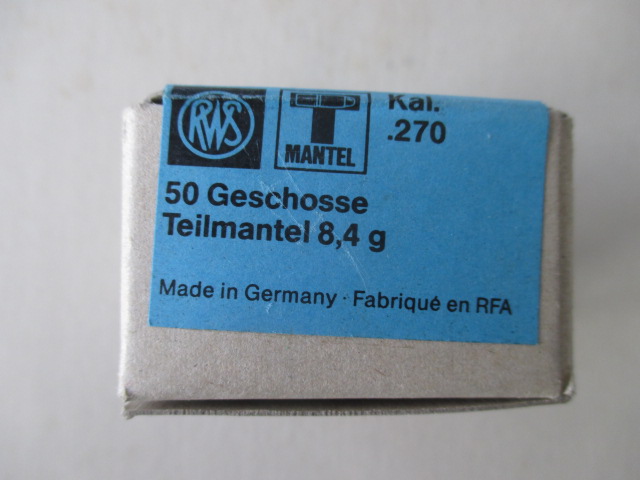 RWS
T
MANTEL
Kal.
.270
50 Geschosse
Teilmantel 8,4 g
Made in Germany · Fabriqué en RFA